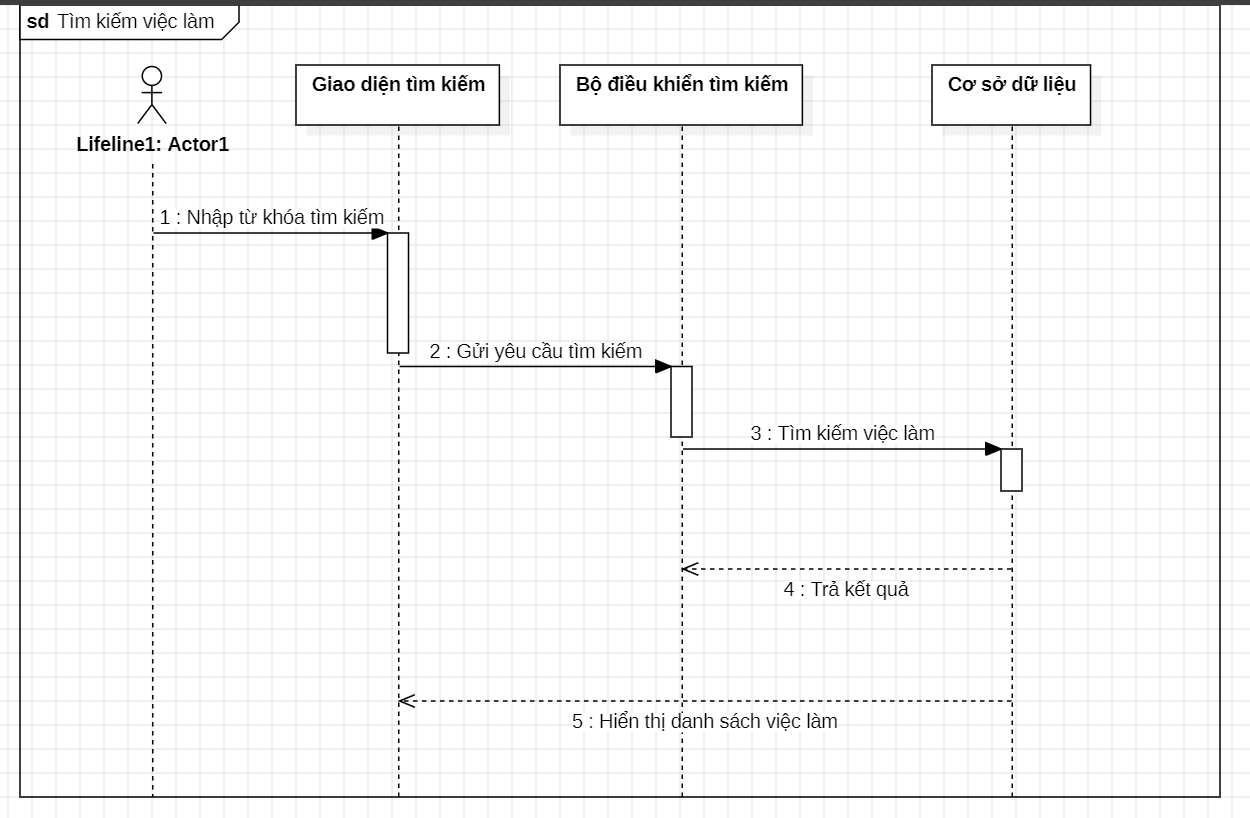 sd Tìm kiếm việc làm
Lifeline1: Actor1
Giao diện tìm kiếm
Bộ điều khiển tìm kiếm
Cơ sở dữ liệu
1 : Nhập từ khóa tìm kiếm
2 : Gửi yêu cầu tìm kiếm
3 : Tìm kiếm việc làm
4 : Trả kết quả
5 : Hiển thị danh sách việc làm